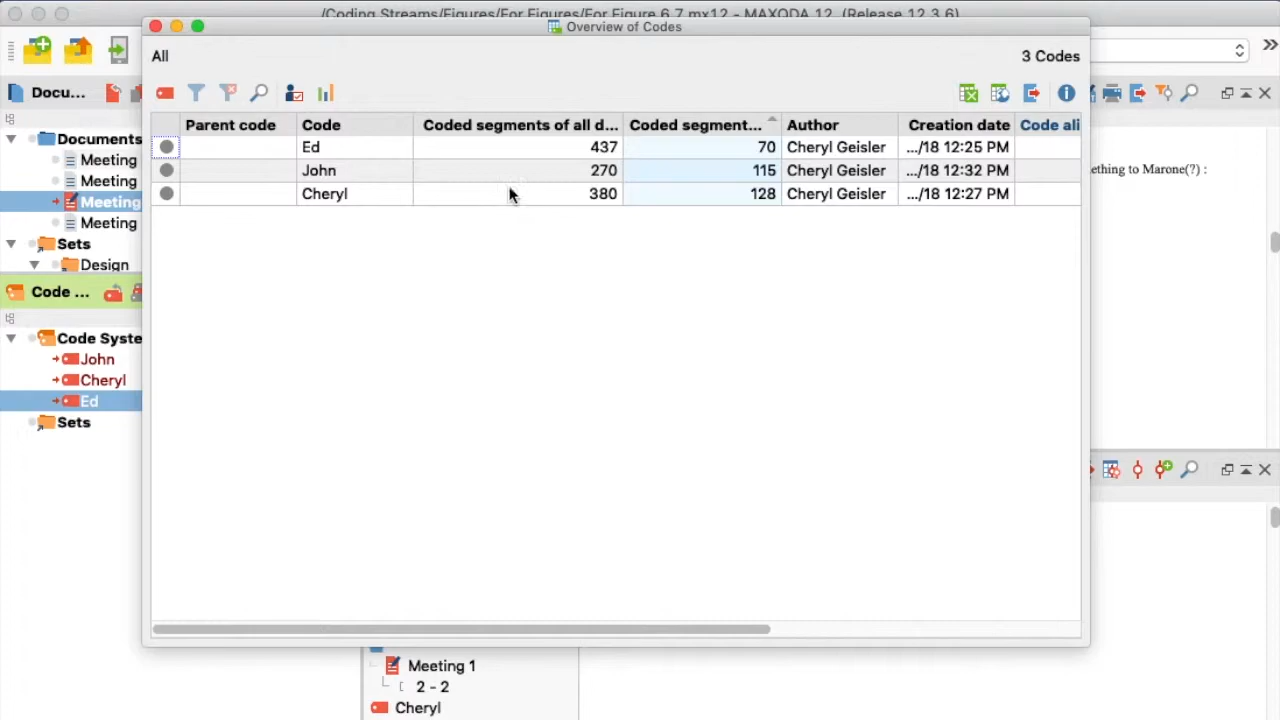 /Coding Streams/Figures/For Figures/For Figure 6.7.mx12 - MAXQDA 12 (Release 12.3.6)
Overview of Codes
All
3 Codes
Docu...
Parent code Code Coded segments of all d... Coded segment... Author Creation date Code ali
Ed 437 70 Cheryl Geisler .../18 12:25 PM
John 270 115 Cheryl Geisler .../18 12:32 PM
Cheryl 380 128 Cheryl Geisler .../18 12:27 PM
Documents
Meeting
Meeting
Meeting
Meeting
Sets
Design
ething to Marone(?) :
Code ...
Code Syste
John
Cheryl
Ed
Sets
Meeting 1
2 - 2
Cheryl